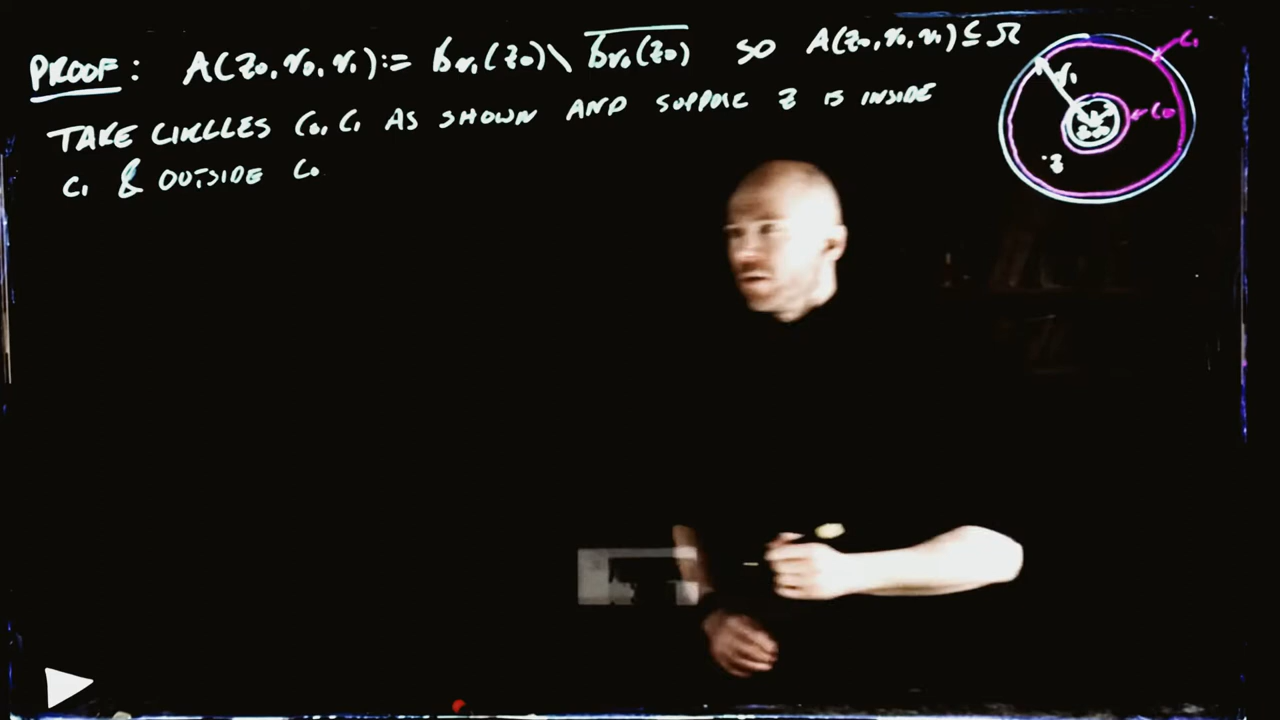 PROOF: A(z₀, r₀, r₁) := B_{r₁}(z₀) \ \overline{B_{r₀}(z₀)} SO A(z₀, r₀, r₁) ⊆ Ω
TAKE CIRCLES C₀, C₁ AS SHOWN AND SUPPOSE z IS INSIDE
C₁ & OUTSIDE C₀
C₁
r₁
C₀
z